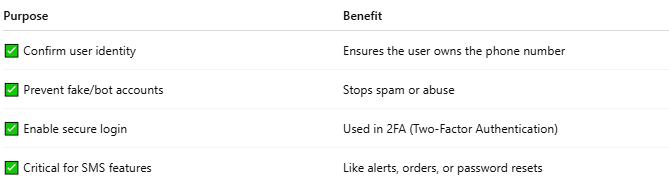 Purpose Benefit
✅ Confirm user identity Ensures the user owns the phone number
✅ Prevent fake/bot accounts Stops spam or abuse
✅ Enable secure login Used in 2FA (Two-Factor Authentication)
✅ Critical for SMS features Like alerts, orders, or password resets